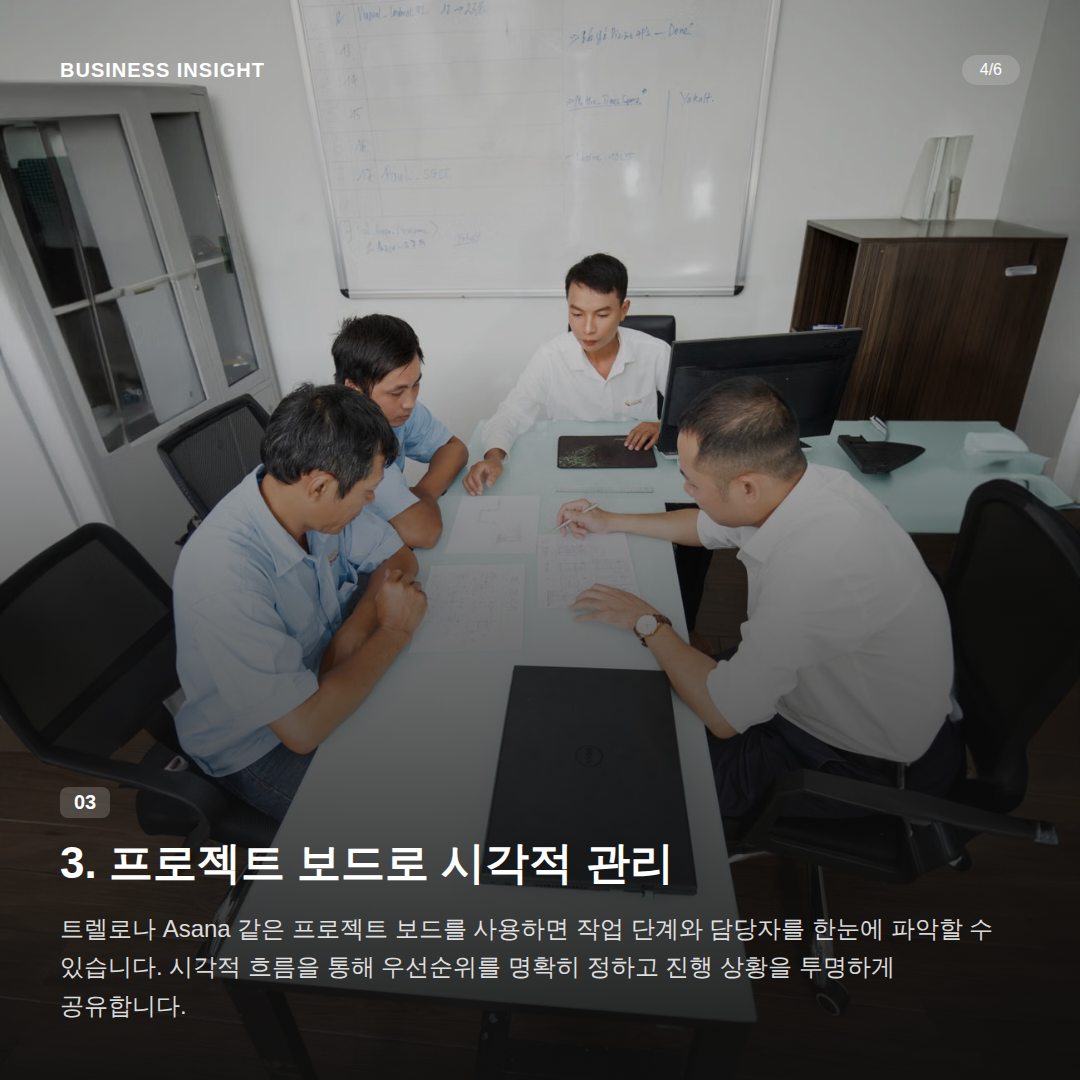 BUSINESS INSIGHT
4/6
03
3. 프로젝트 보드로 시각적 관리
트렐로나 Asana 같은 프로젝트 보드를 사용하면 작업 단계와 담당자를 한눈에 파악할 수
있습니다. 시각적 흐름을 통해 우선순위를 명확히 정하고 진행 상황을 투명하게
공유합니다.